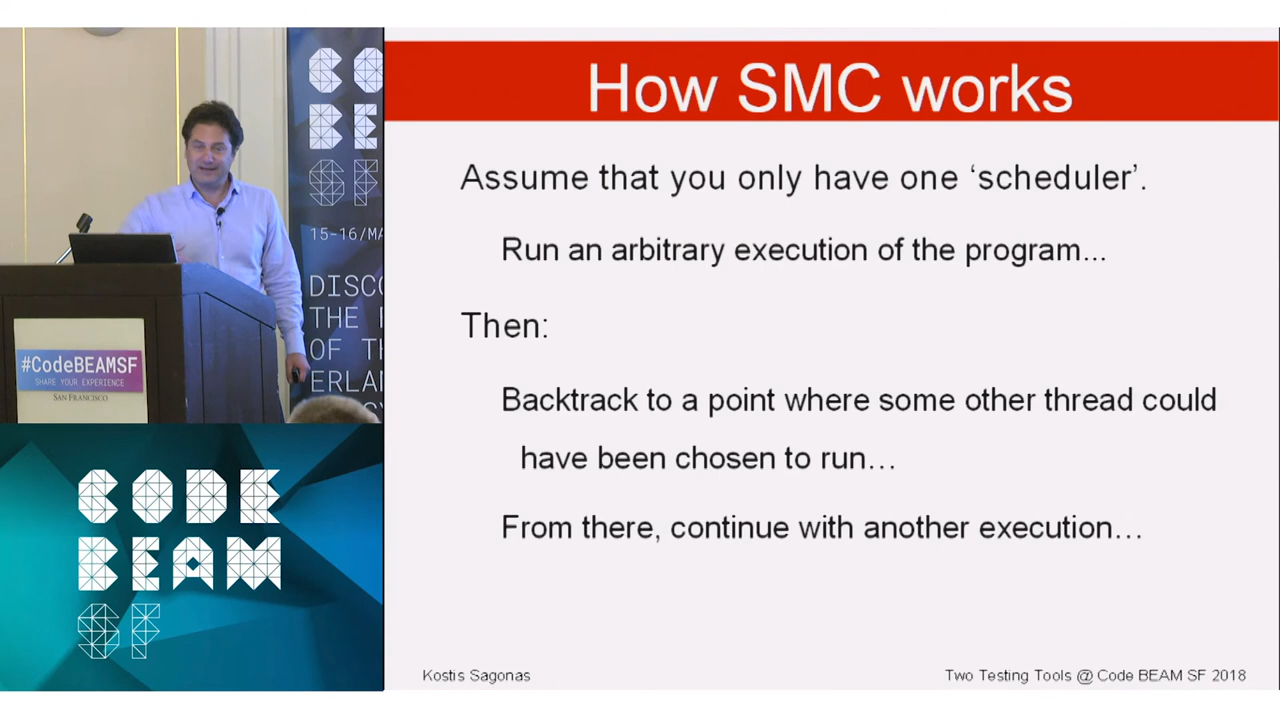 How SMC works
Assume that you only have one ‘scheduler’.
Run an arbitrary execution of the program...
Then:
Backtrack to a point where some other thread could
have been chosen to run…
From there, continue with another execution…
Kostis Sagonas
Two Testing Tools @ Code BEAM SF 2018
CO
BE
SF
15-16/MA
DISCO
THE
OF TH
ERLAN
#CodeBEAMSF
SHARE YOUR EXPERIENCE
SAN FRANCISCO
CODE
BEAM
SF